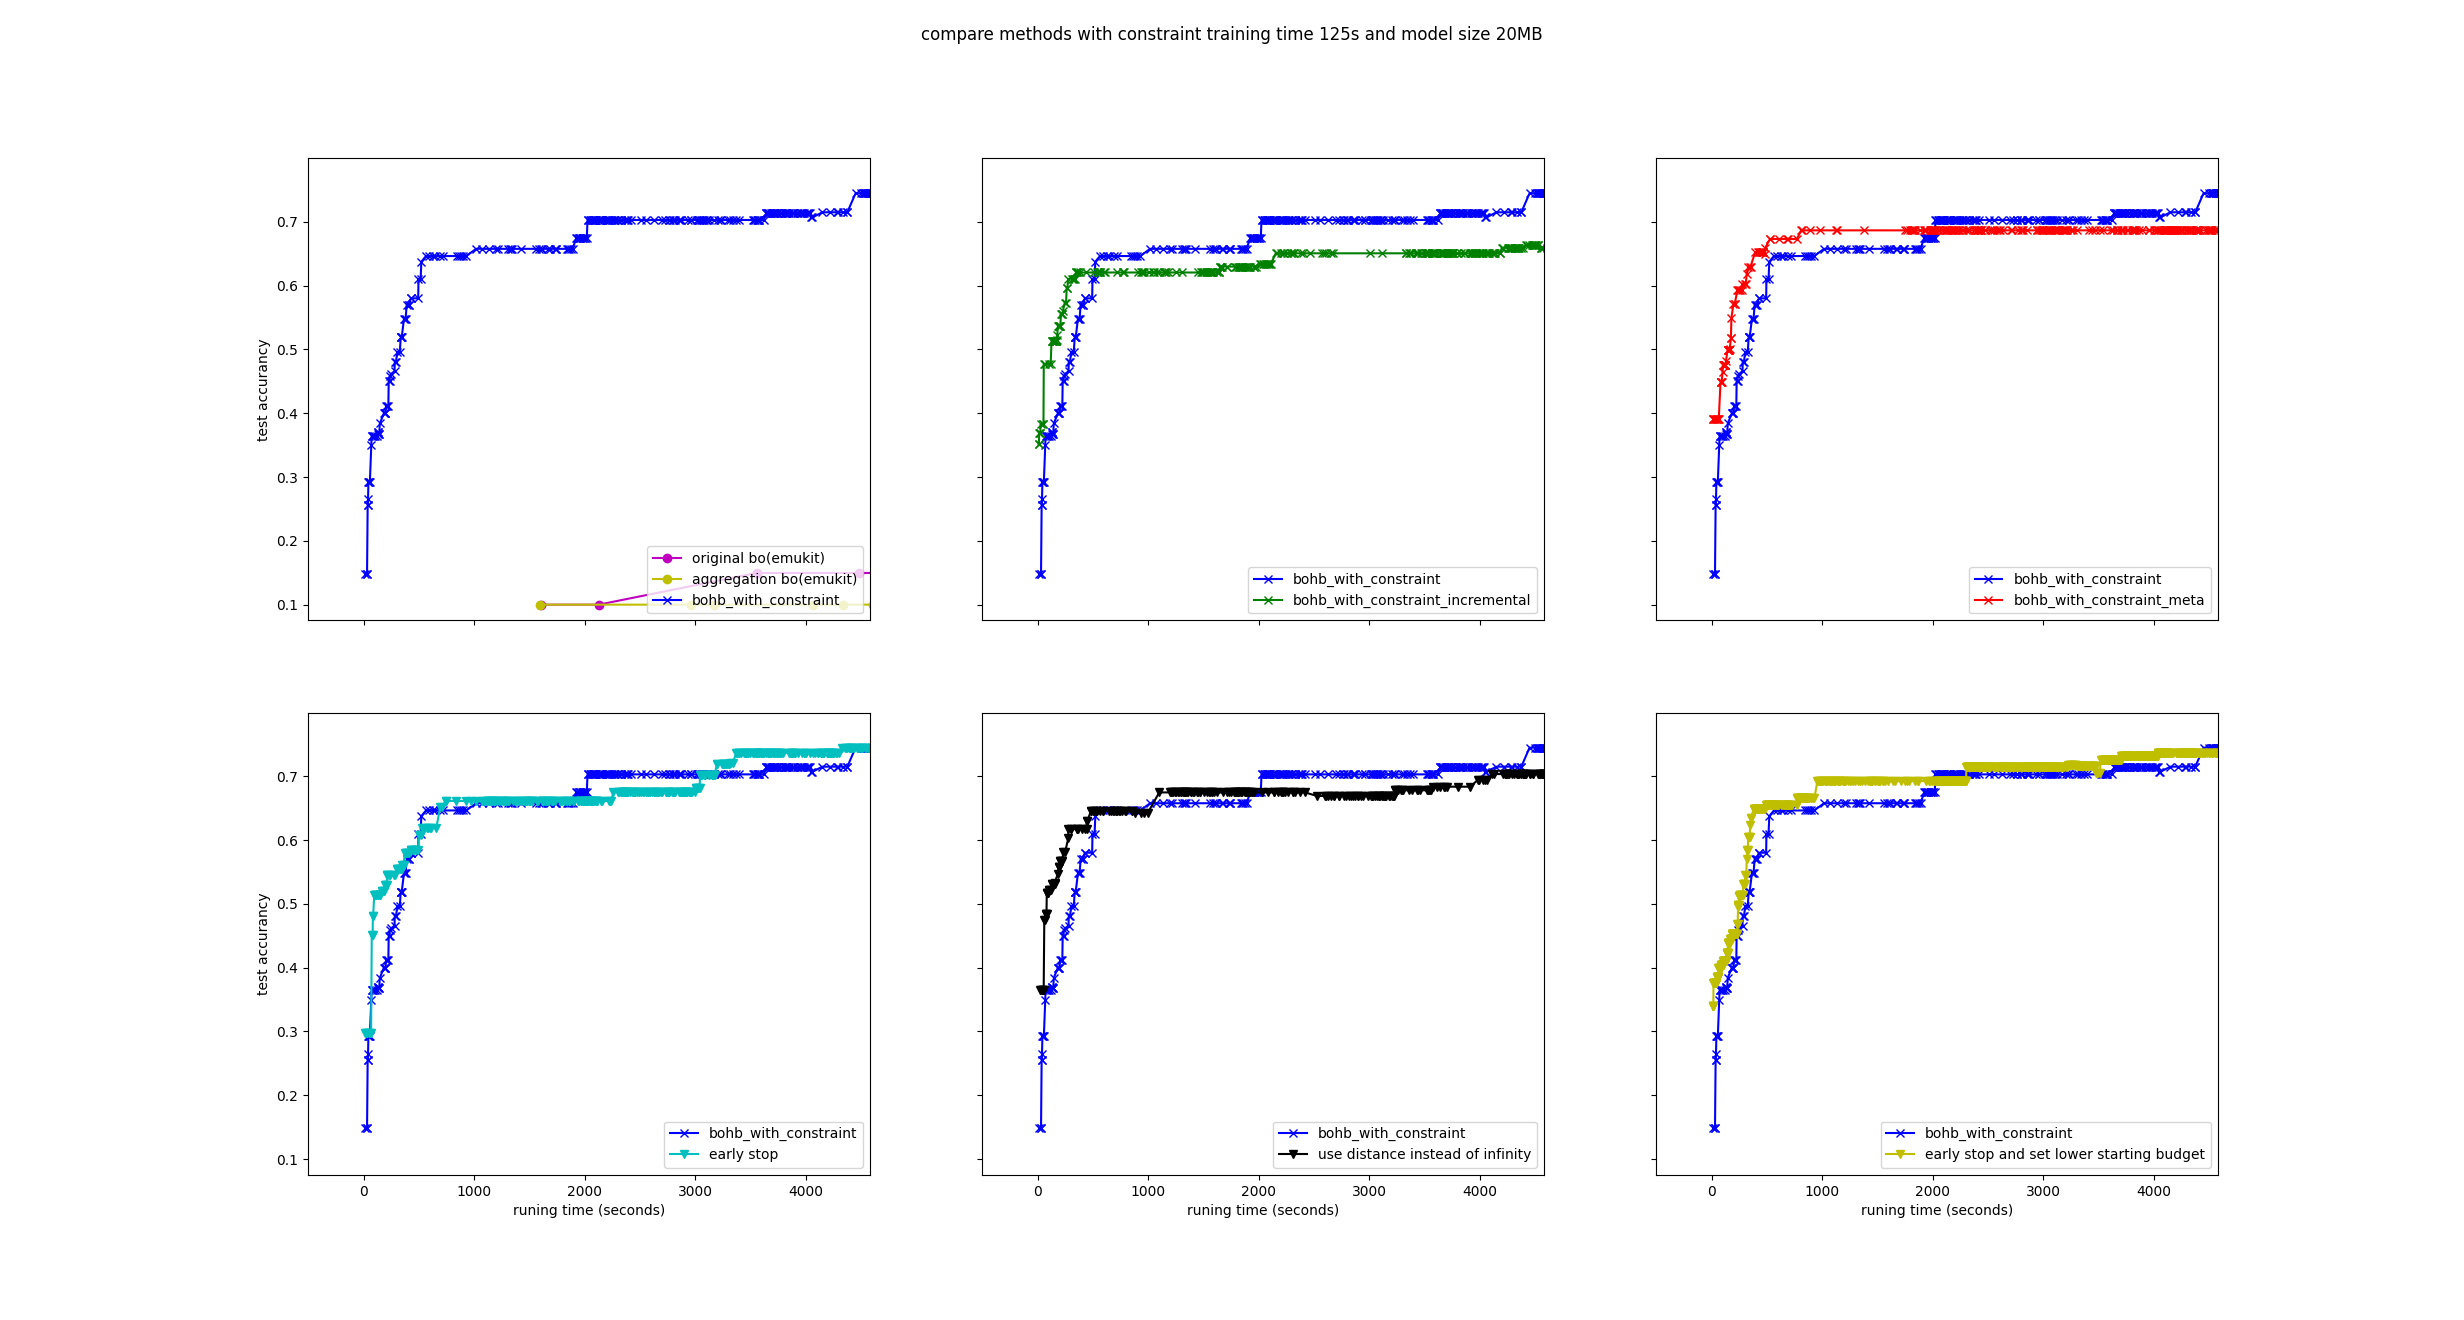 compare methods with constraint training time 125s and model size 20MB
test accurancy
0.7
0.6
0.5
0.4
0.3
0.2
0.1
original bo(emukit)
aggregation bo(emukit)
bohb_with_constraint
bohb_with_constraint
bohb_with_constraint_incremental
bohb_with_constraint
bohb_with_constraint_meta
test accurancy
0.7
0.6
0.5
0.4
0.3
0.2
0.1
bohb_with_constraint
early stop
0 1000 2000 3000 4000
runing time (seconds)
bohb_with_constraint
use distance instead of infinity
0 1000 2000 3000 4000
runing time (seconds)
bohb_with_constraint
early stop and set lower starting budget
0 1000 2000 3000 4000
runing time (seconds)